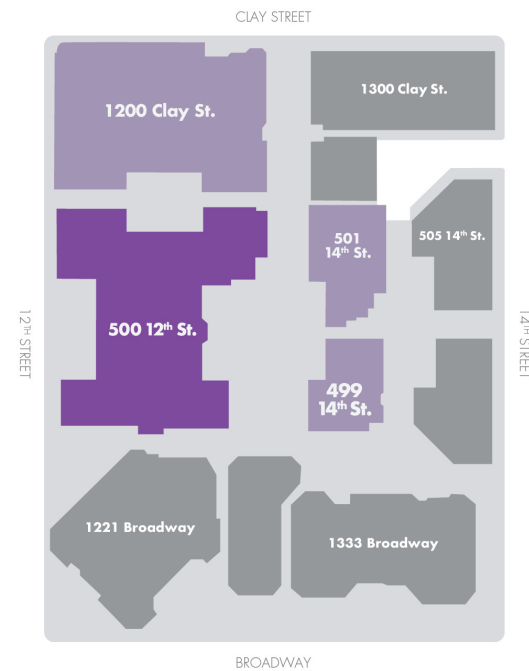 CLAY STREET
1200 Clay St.
1300 Clay St.
501
14th St.
505 14th St.
12TH STREET
500 12th St.
14TH STREET
499
14th St.
1221 Broadway
1333 Broadway
BROADWAY